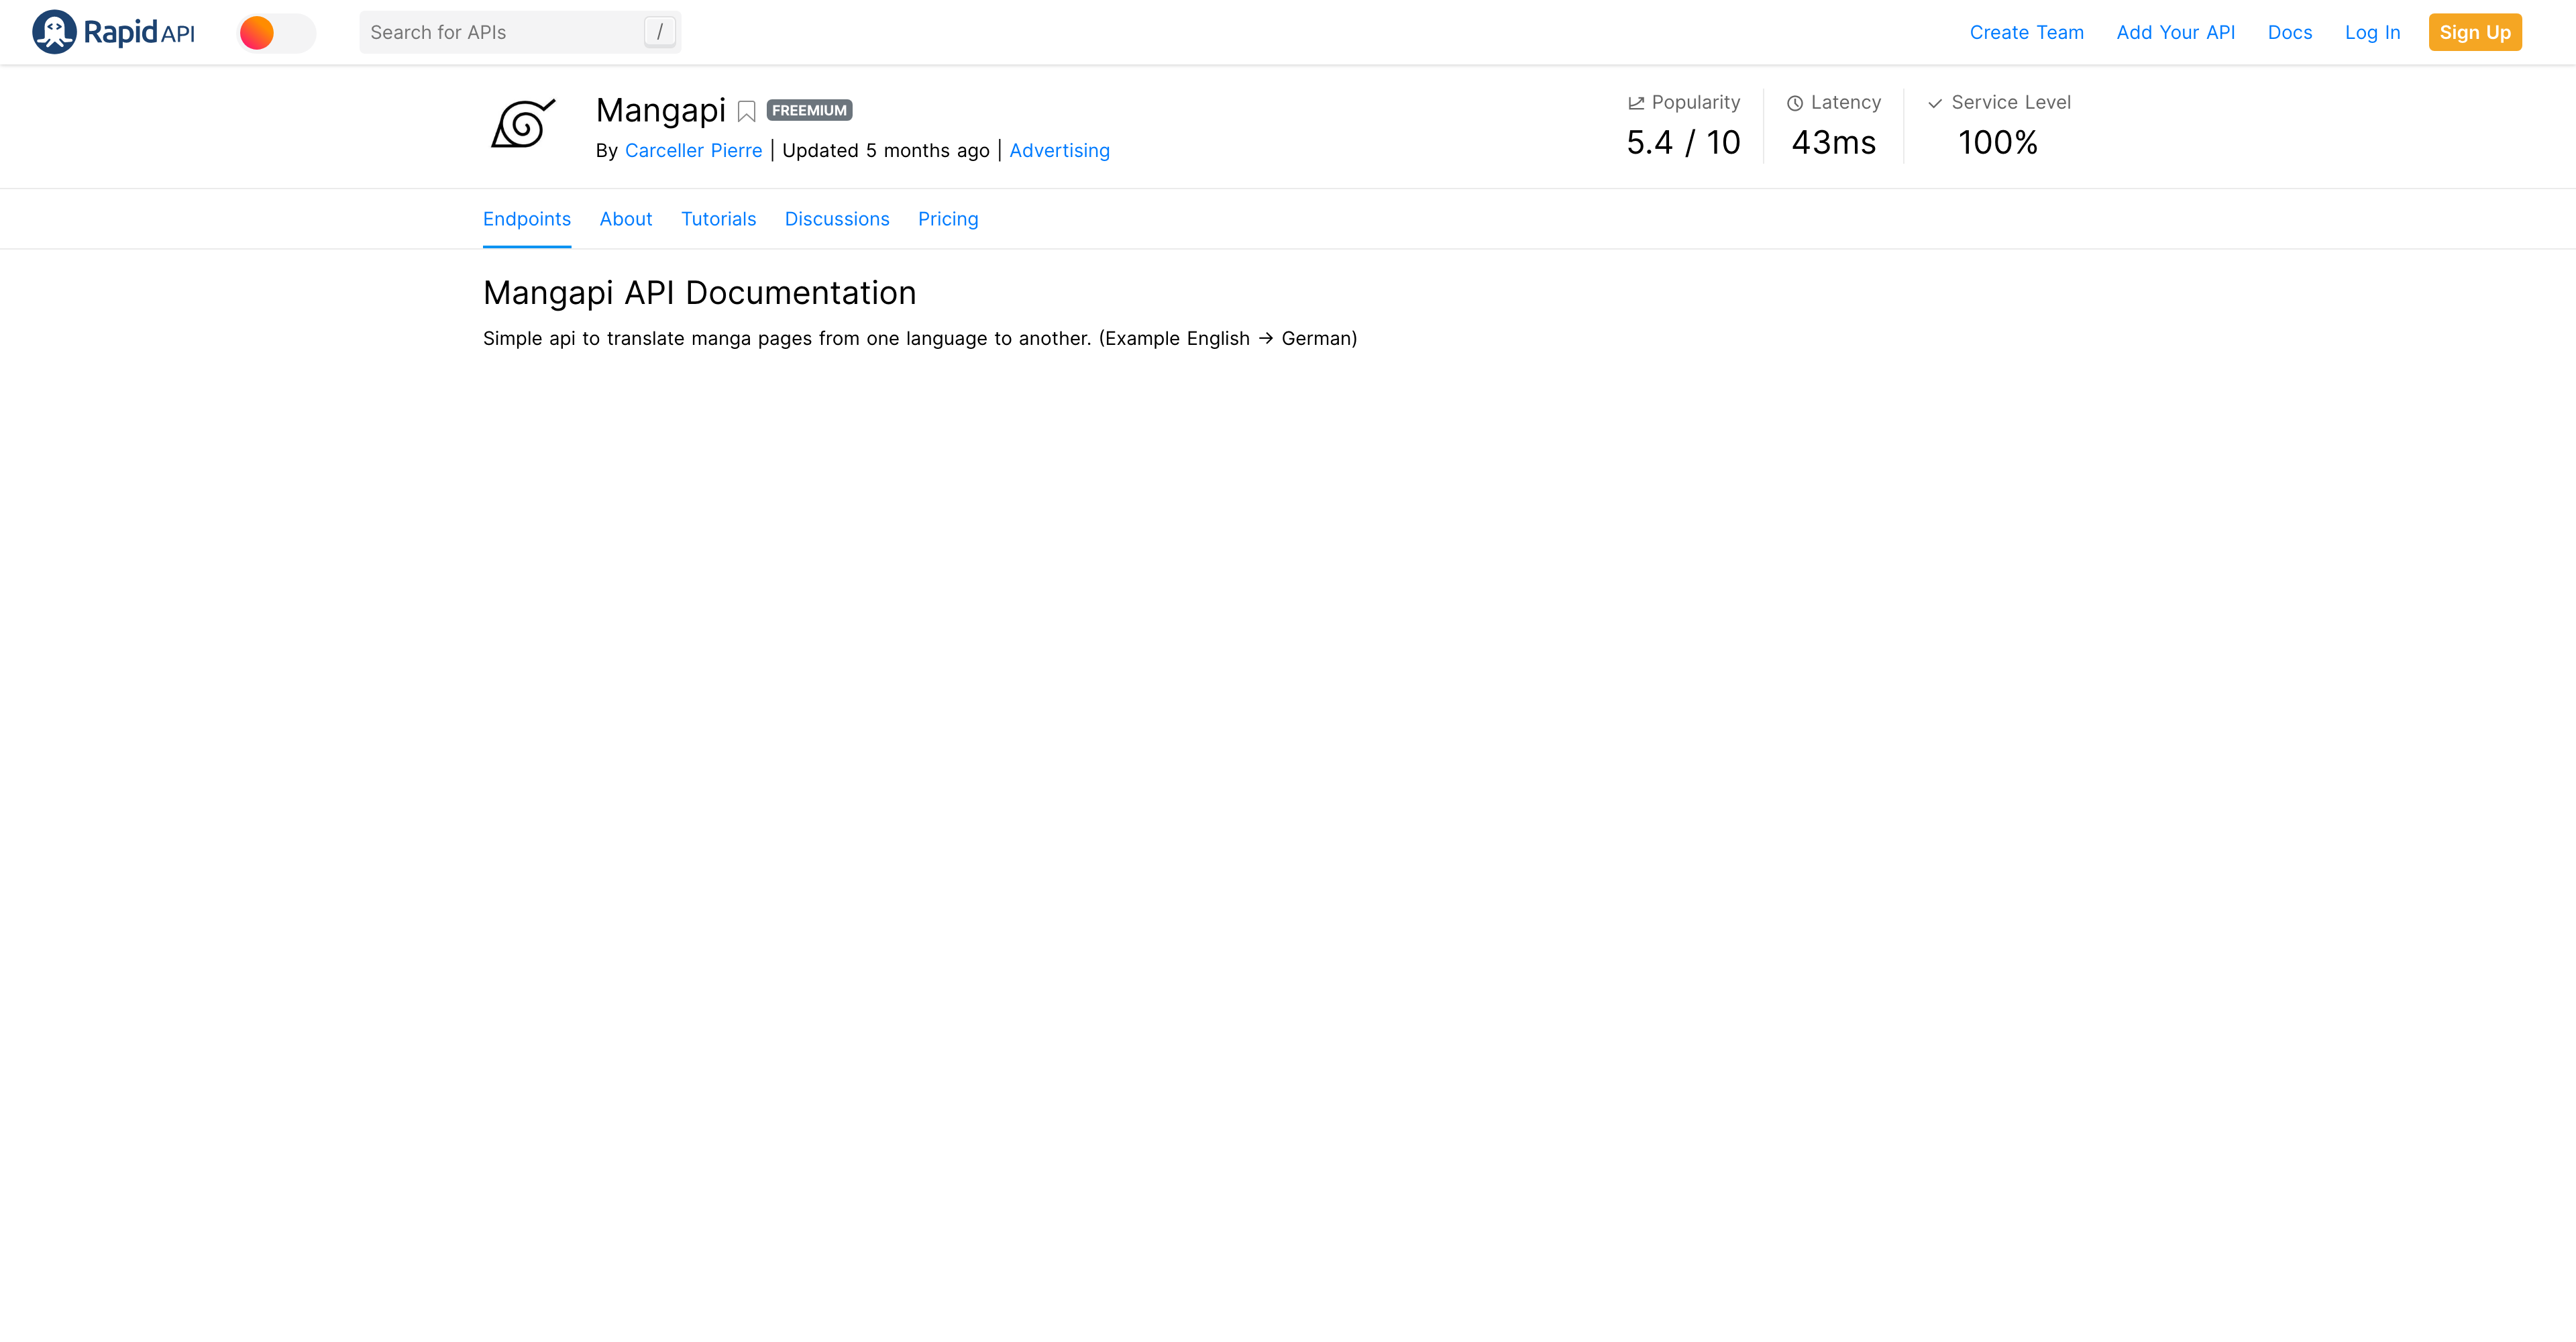 Rapid API
Search for APIs
/
Create Team
Add Your API
Docs
Log In
Sign Up
Mangapi
FREEMIUM
By Carceller Pierre | Updated 5 months ago | Advertising
Popularity
5.4 / 10
Latency
43ms
Service Level
100%
Endpoints
About
Tutorials
Discussions
Pricing
Mangapi API Documentation
Simple api to translate manga pages from one language to another. (Example English → German)